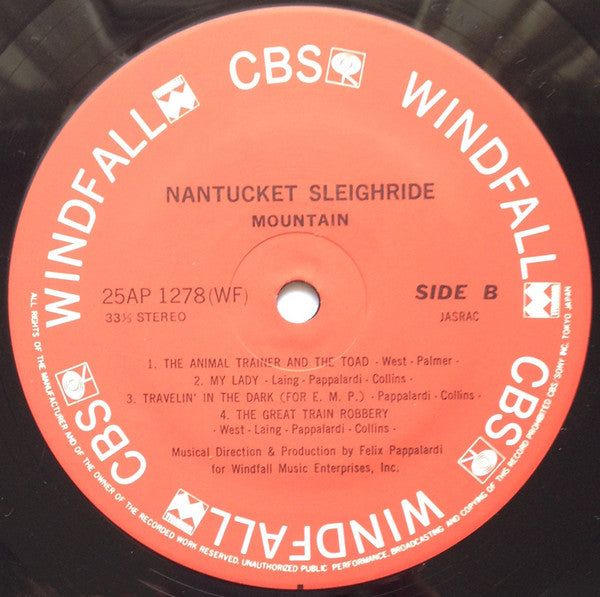 WINDFALL CBS WINDFALL CBS WINDFALL CBS
NANTUCKET SLEIGHRIDE
MOUNTAIN
25AP 1278(WF)
33⅓ STEREO
SIDE B
JASRAC
1. THE ANIMAL TRAINER AND THE TOAD - West - Palmer -
2. MY LADY - Laing - Pappalardi - Collins -
3. TRAVELIN' IN THE DARK (FOR E. M. P.) - Pappalardi - Collins -
4. THE GREAT TRAIN ROBBERY
- West - Laing - Pappalardi - Collins -
Musical Direction & Production by Felix Pappalardi
for Windfall Music Enterprises, Inc.
ALL RIGHTS OF THE MANUFACTURER AND OF THE OWNER OF THE RECORDED WORK RESERVED. UNAUTHORIZED PUBLIC PERFORMANCE, BROADCASTING AND COPYING OF THIS RECORD PROHIBITED CBS/SONY INC. TOKYO JAPAN